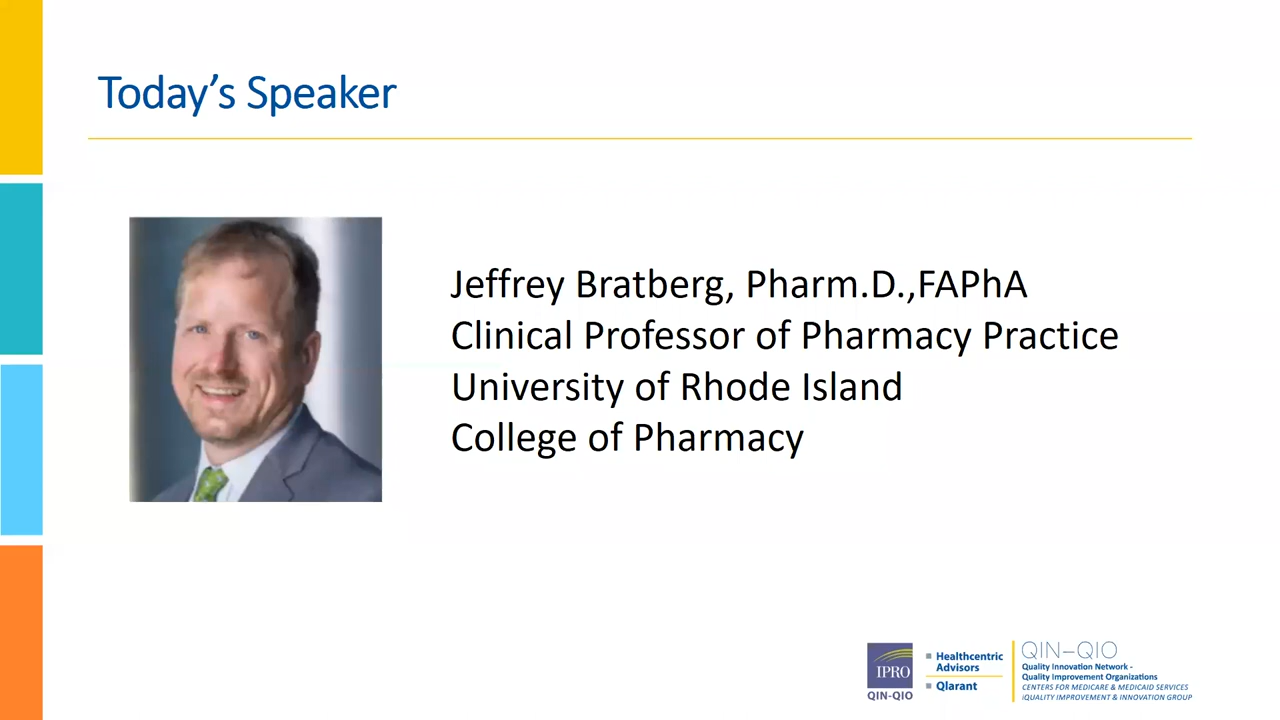 Today's Speaker
Jeffrey Bratberg, Pharm.D.,FAPhA
Clinical Professor of Pharmacy Practice
University of Rhode Island
College of Pharmacy
IPRO
QIN-QIO
Healthcentric
Advisors
Qlarant
QIN–QIO
Quality Innovation Network -
Quality Improvement Organizations
CENTERS FOR MEDICARE & MEDICAID SERVICES
iQUALITY IMPROVEMENT & INNOVATION GROUP